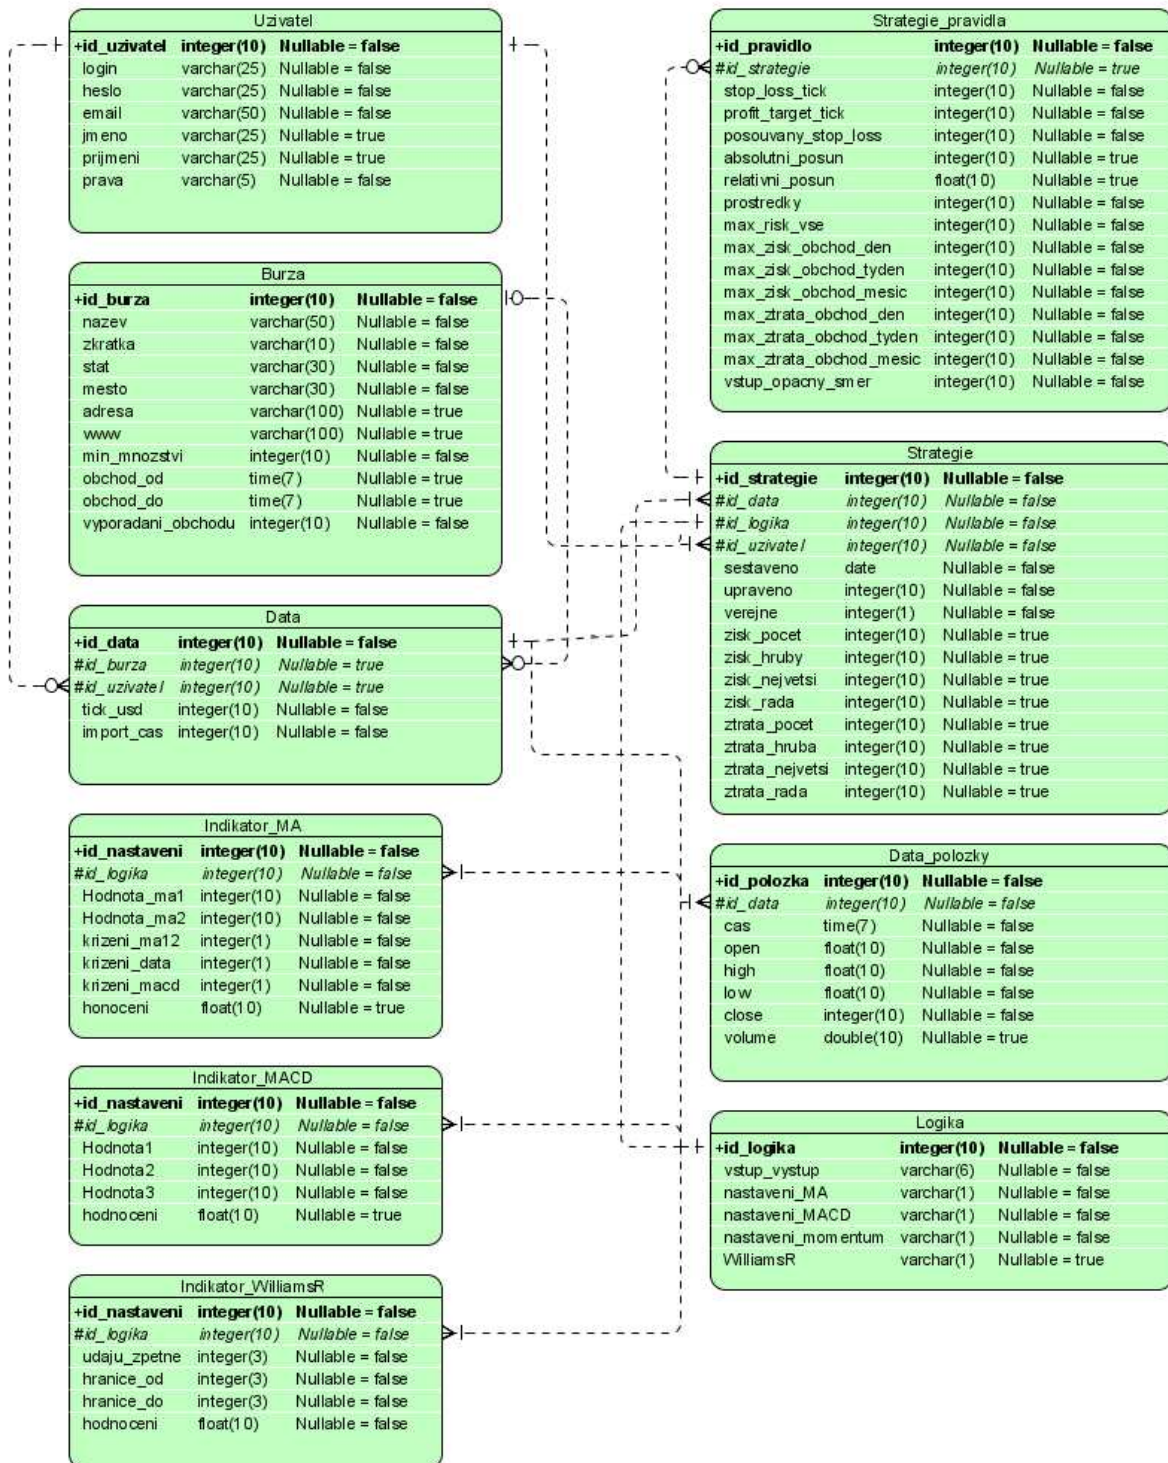 Uzivatel
+id_uzivatel integer(10) Nullable = false
login varchar(25) Nullable = false
heslo varchar(25) Nullable = false
email varchar(50) Nullable = false
jmeno varchar(25) Nullable = true
prijmeni varchar(25) Nullable = true
prava varchar(5) Nullable = false
Burza
+id_burza integer(10) Nullable = false
nazev varchar(50) Nullable = false
zkratka varchar(10) Nullable = false
stat varchar(30) Nullable = false
mesto varchar(30) Nullable = false
adresa varchar(100) Nullable = true
www varchar(100) Nullable = true
min_mnozstvi integer(10) Nullable = false
obchod_od time(7) Nullable = true
obchod_do time(7) Nullable = true
vyporadani_obchodu integer(10) Nullable = false
Data
+id_data integer(10) Nullable = false
#id_burza integer(10) Nullable = true
#id_uzivatel integer(10) Nullable = true
tick_usd integer(10) Nullable = false
import_cas integer(10) Nullable = false
Indikator_MA
+id_nastaveni integer(10) Nullable = false
#id_logika integer(10) Nullable = false
Hodnota_ma1 integer(10) Nullable = false
Hodnota_ma2 integer(10) Nullable = false
krizeni_ma12 integer(1) Nullable = false
krizeni_data integer(1) Nullable = false
krizeni_macd integer(1) Nullable = false
honoceni float(10) Nullable = true
Indikator_MACD
+id_nastaveni integer(10) Nullable = false
#id_logika integer(10) Nullable = false
Hodnota1 integer(10) Nullable = false
Hodnota2 integer(10) Nullable = false
Hodnota3 integer(10) Nullable = false
hodnoceni float(10) Nullable = true
Indikator_WilliamsR
+id_nastaveni integer(10) Nullable = false
#id_logika integer(10) Nullable = false
udaju_zpetne integer(3) Nullable = false
hranice_od integer(3) Nullable = false
hranice_do integer(3) Nullable = false
hodnoceni float(10) Nullable = false
Strategie_pravidla
+id_pravidlo integer(10) Nullable = false
#id_strategie integer(10) Nullable = true
stop_loss_tick integer(10) Nullable = false
profit_target_tick integer(10) Nullable = false
posouvany_stop_loss integer(10) Nullable = false
absolutni_posun integer(10) Nullable = true
relativni_posun float(10) Nullable = true
prostredky integer(10) Nullable = false
max_risk_vse integer(10) Nullable = false
max_zisk_obchod_den integer(10) Nullable = false
max_zisk_obchod_tyden integer(10) Nullable = false
max_zisk_obchod_mesic integer(10) Nullable = false
max_ztrata_obchod_den integer(10) Nullable = false
max_ztrata_obchod_tyden integer(10) Nullable = false
max_ztrata_obchod_mesic integer(10) Nullable = false
vstup_opacny_smer integer(10) Nullable = false
Strategie
+id_strategie integer(10) Nullable = false
#id_data integer(10) Nullable = false
#id_logika integer(10) Nullable = false
#id_uzivatel integer(10) Nullable = false
sestaveno date Nullable = false
upraveno integer(10) Nullable = false
verejne integer(1) Nullable = false
zisk_pocet integer(10) Nullable = true
zisk_hruby integer(10) Nullable = true
zisk_nejvetsi integer(10) Nullable = true
zisk_rada integer(10) Nullable = true
ztrata_pocet integer(10) Nullable = true
ztrata_hruba integer(10) Nullable = true
ztrata_nejvetsi integer(10) Nullable = true
ztrata_rada integer(10) Nullable = true
Data_polozky
+id_polozka integer(10) Nullable = false
#id_data integer(10) Nullable = false
cas time(7) Nullable = false
open float(10) Nullable = false
high float(10) Nullable = false
low float(10) Nullable = false
close integer(10) Nullable = false
volume double(10) Nullable = true
Logika
+id_logika integer(10) Nullable = false
vstup_vystup varchar(6) Nullable = false
nastaveni_MA varchar(1) Nullable = false
nastaveni_MACD varchar(1) Nullable = false
nastaveni_momentum varchar(1) Nullable = false
WilliamsR varchar(1) Nullable = true